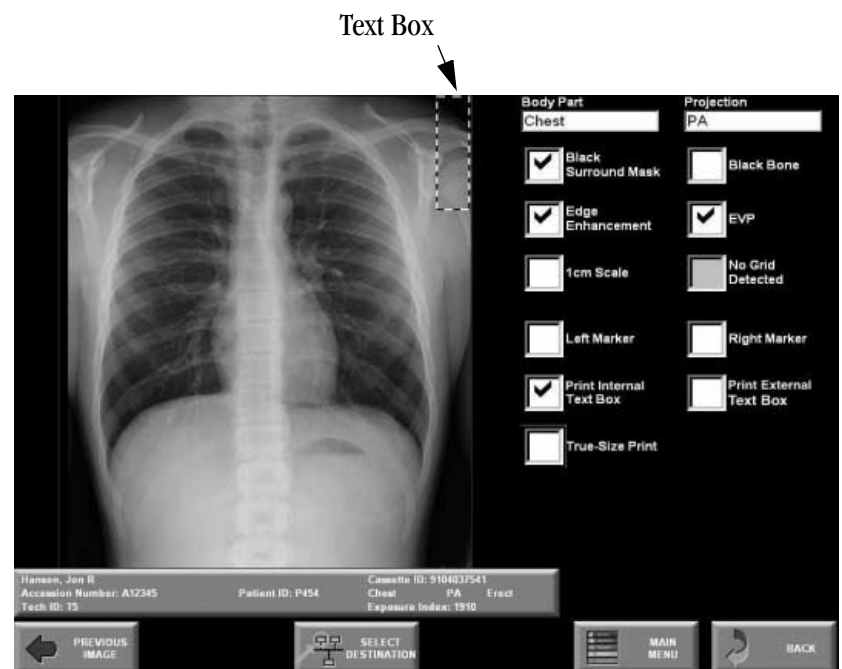 Text Box
Body Part
Projection
Chest
PA
Black
Surround Mask
Black Bone
Edge
Enhancement
EVP
1cm Scale
No Grid
Detected
Left Marker
Right Marker
Print Internal
Text Box
Print External
Text Box
True-Size Print
Hansen, Jon R
Cassette ID: 9104037541
Accession Number: A12345 Patient ID: P454 Chest PA Erect
Tech ID: T5
Exposure Index: 1910
PREVIOUS
IMAGE
SELECT
DESTINATION
MAIN
MENU
BACK